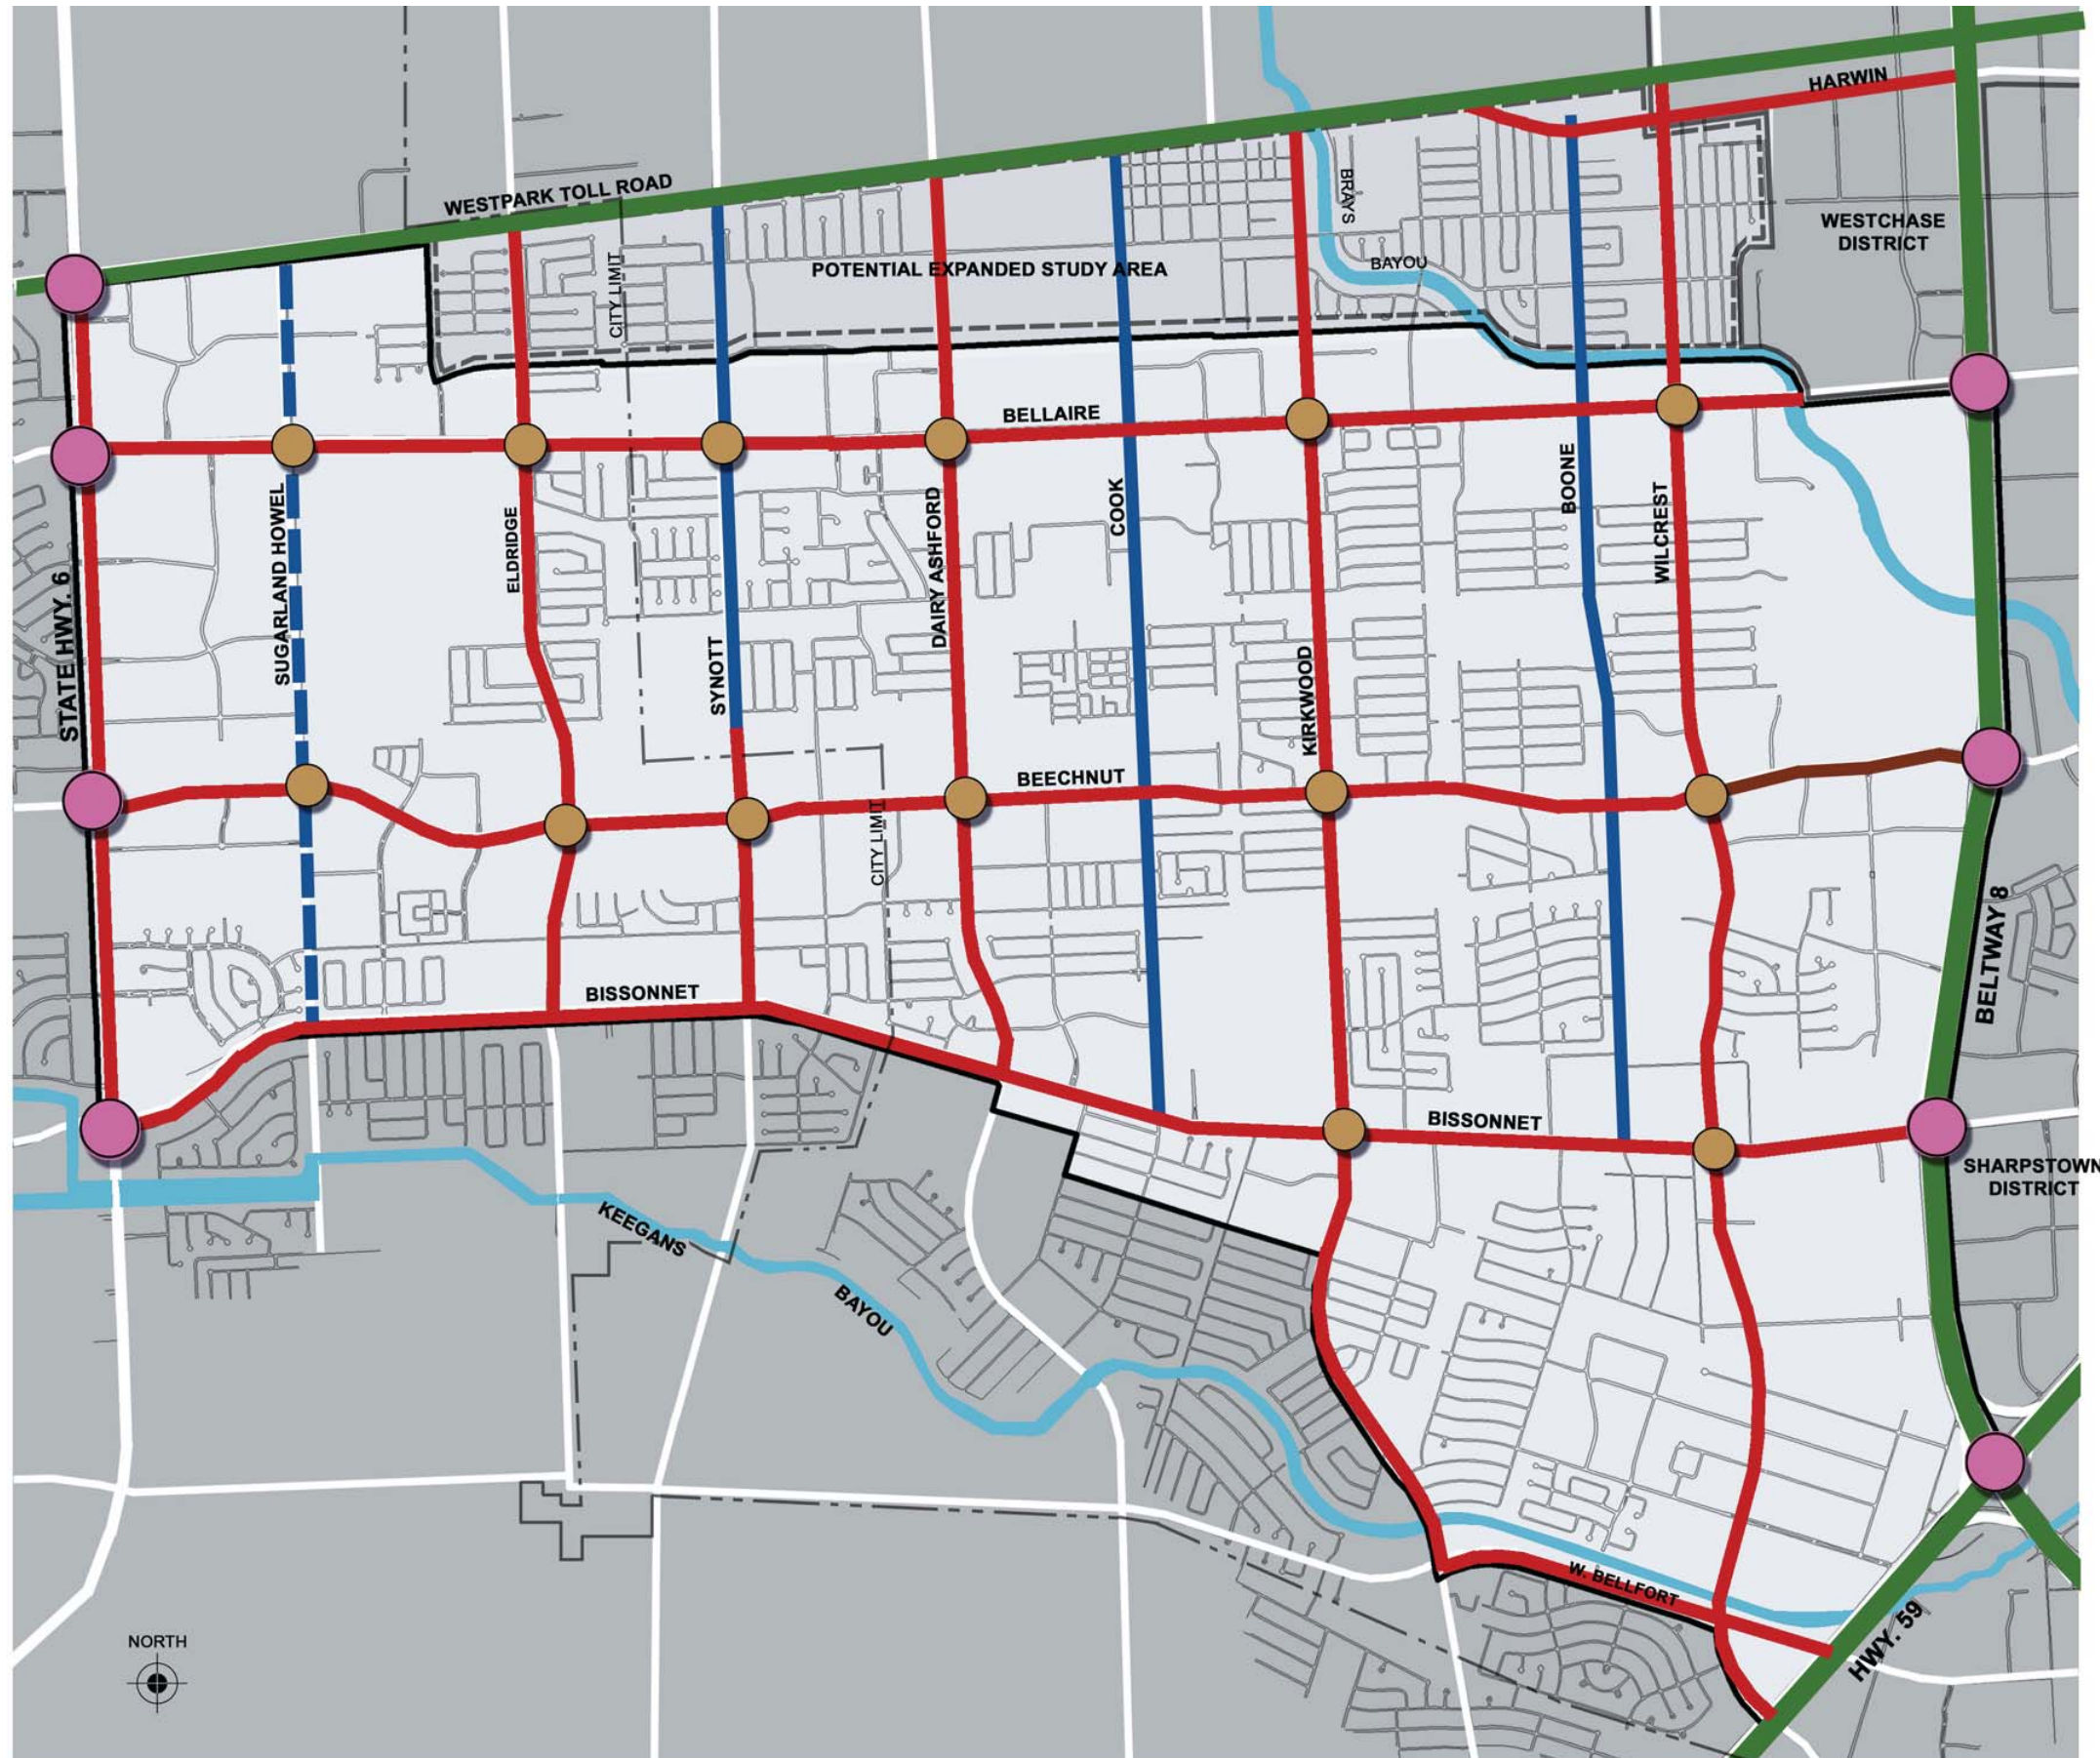 HARWIN
WESTPARK TOLL ROAD
BRAYS
BAYOU
WESTCHASE
DISTRICT
POTENTIAL EXPANDED STUDY AREA
CITY LIMIT
BELLAIRE
STATE HWY. 6
SUGARLAND HOWEL
ELDRIDGE
SYNOTT
DAIRY ASHFORD
COOK
KIRKWOOD
BOONE
WILCREST
BEECHNUT
CITY LIMIT
BELTWAY 8
BISSONNET
BISSONNET
SHARPSTOWN
DISTRICT
KEEGANS
BAYOU
W. BELLFORT
HWY. 59
NORTH